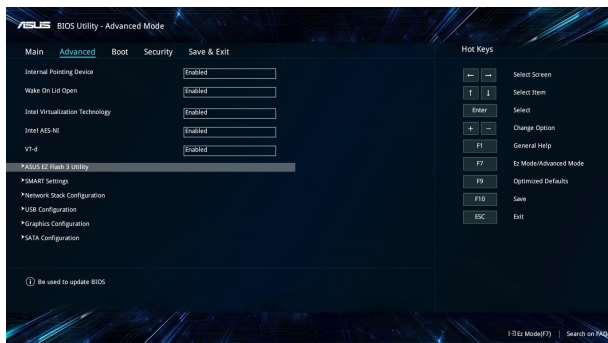 ASUS BIOS Utility - Advanced Mode
Main Advanced Boot Security Save & Exit
Hot Keys
Internal Pointing Device Enabled
Wake On Lid Open Enabled
Intel Virtualization Technology Enabled
Intel AES-NI Enabled
VT-d Enabled
ASUS EZ Flash 3 Utility
SMART Settings
Network Stack Configuration
USB Configuration
Graphics Configuration
SATA Configuration
← → Select Screen
↑ ↓ Select Item
Enter Select
+ − Change Option
F1 General Help
F7 Ez Mode/Advanced Mode
F9 Optimized Defaults
F10 Save
ESC Exit
Be used to update BIOS
Ez Mode(F7) | Search on FAQ